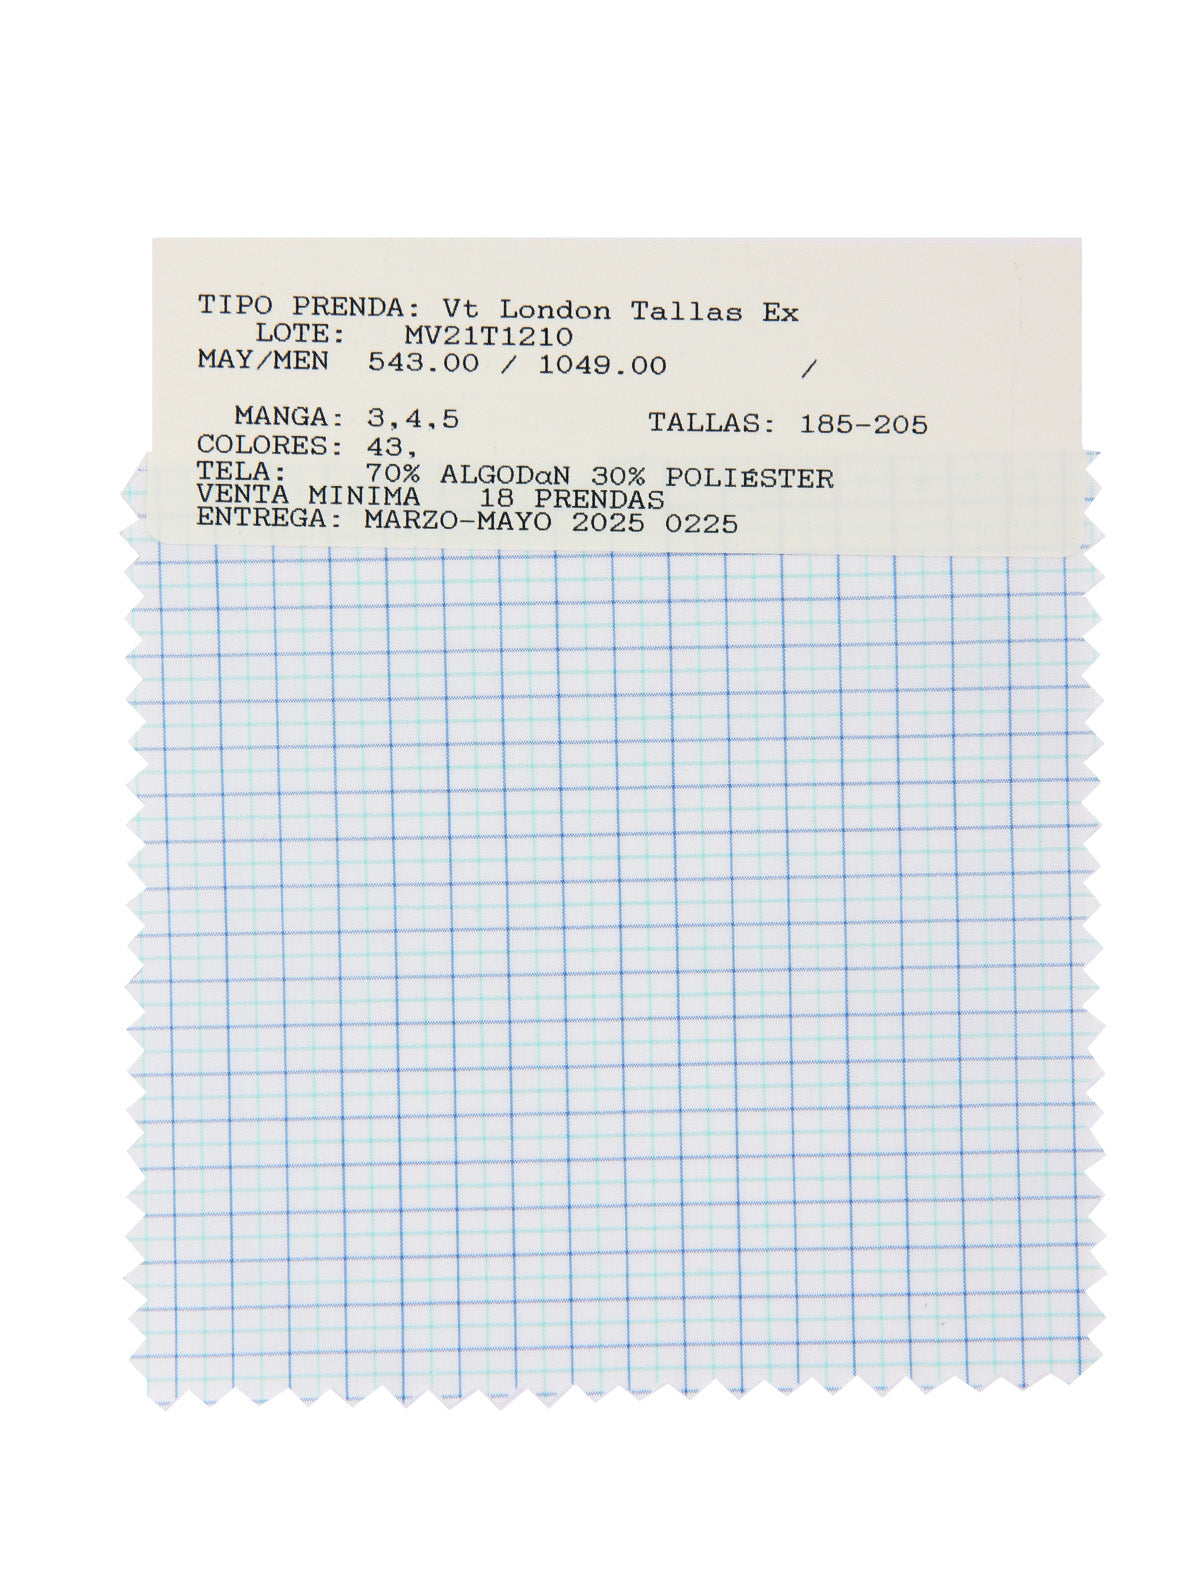 TIPO PRENDA: Vt London Tallas Ex
LOTE: MV21T1210
MAY/MEN 543.00 / 1049.00 /
MANGA: 3,4,5 TALLAS: 185-205
COLORES: 43,
TELA: 70% ALGODαN 30% POLIÉSTER
VENTA MINIMA 18 PRENDAS
ENTREGA: MARZO-MAYO 2025 0225